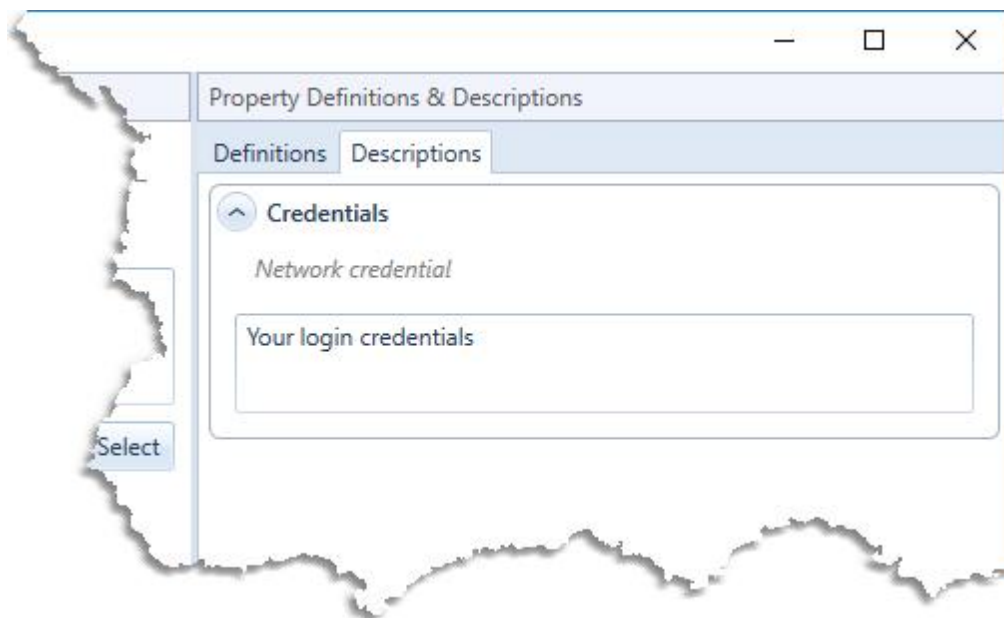 Property Definitions & Descriptions
Definitions Descriptions
Credentials
Network credential
Your login credentials
Select